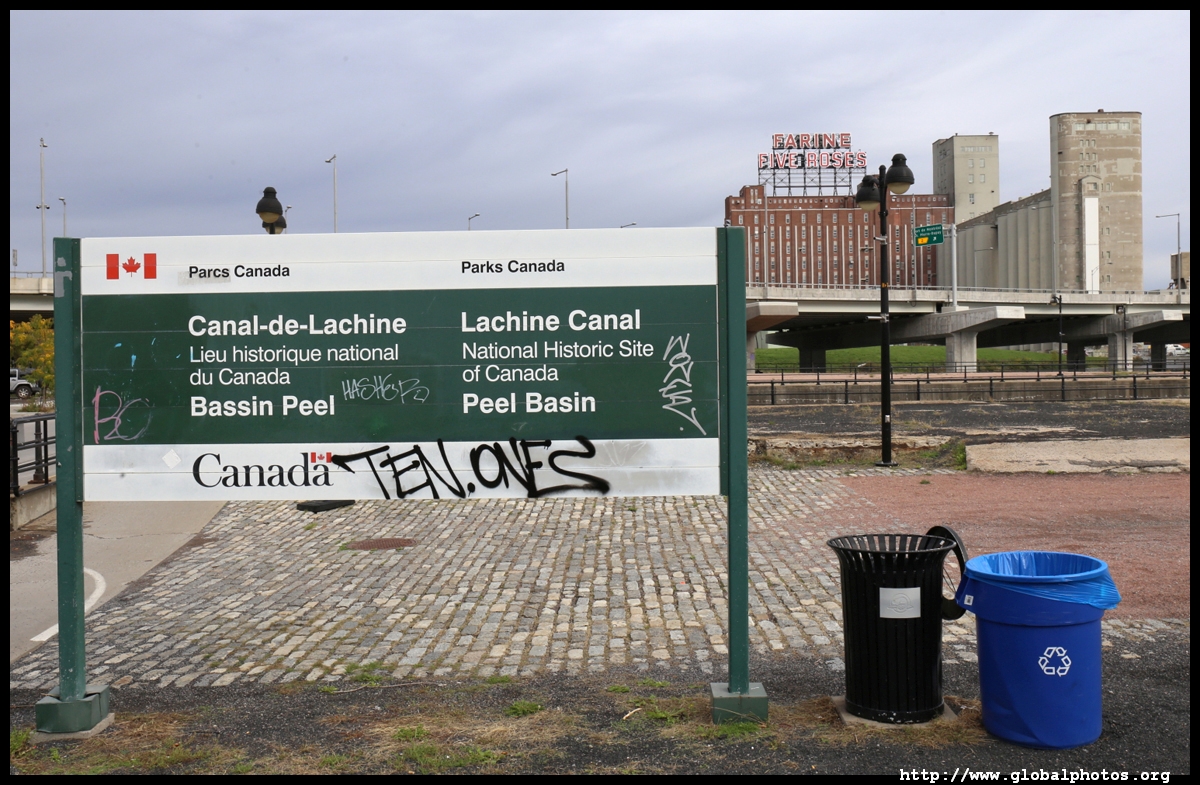 FARINE
FIVE ROSES
Parcs Canada
Parks Canada
Canal-de-Lachine
Lieu historique national
du Canada
Bassin Peel
Lachine Canal
National Historic Site
of Canada
Peel Basin
Canada
TEN.ONES
http://www.globalphotos.org